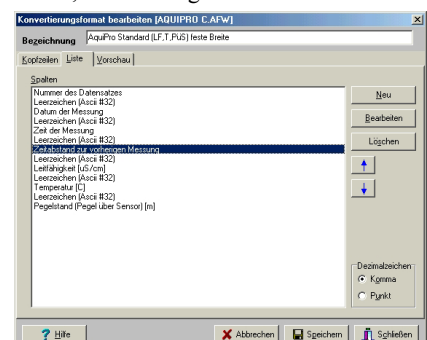 Konvertierungsformat bearbeiten [AQUIPRO C.AFW]
Bezeichnung AquiPro Standard (LF,T,PüS) feste Breite
Kopfzeilen Liste Vorschau
Spalten
Nummer des Datensatzes
Leerzeichen (Ascii #32)
Datum der Messung
Leerzeichen (Ascii #32)
Zeit der Messung
Leerzeichen (Ascii #32)
Zeitabstand zur vorherigen Messung
Leerzeichen (Ascii #32)
Leitfähigkeit [uS/cm]
Leerzeichen (Ascii #32)
Temperatur [C]
Leerzeichen (Ascii #32)
Pegelstand (Pegel über Sensor) [m]
Neu
Bearbeiten
Löschen
Dezimalzeichen
Komma
Punkt
? Hilfe
Abbrechen
Speichern
Schließen